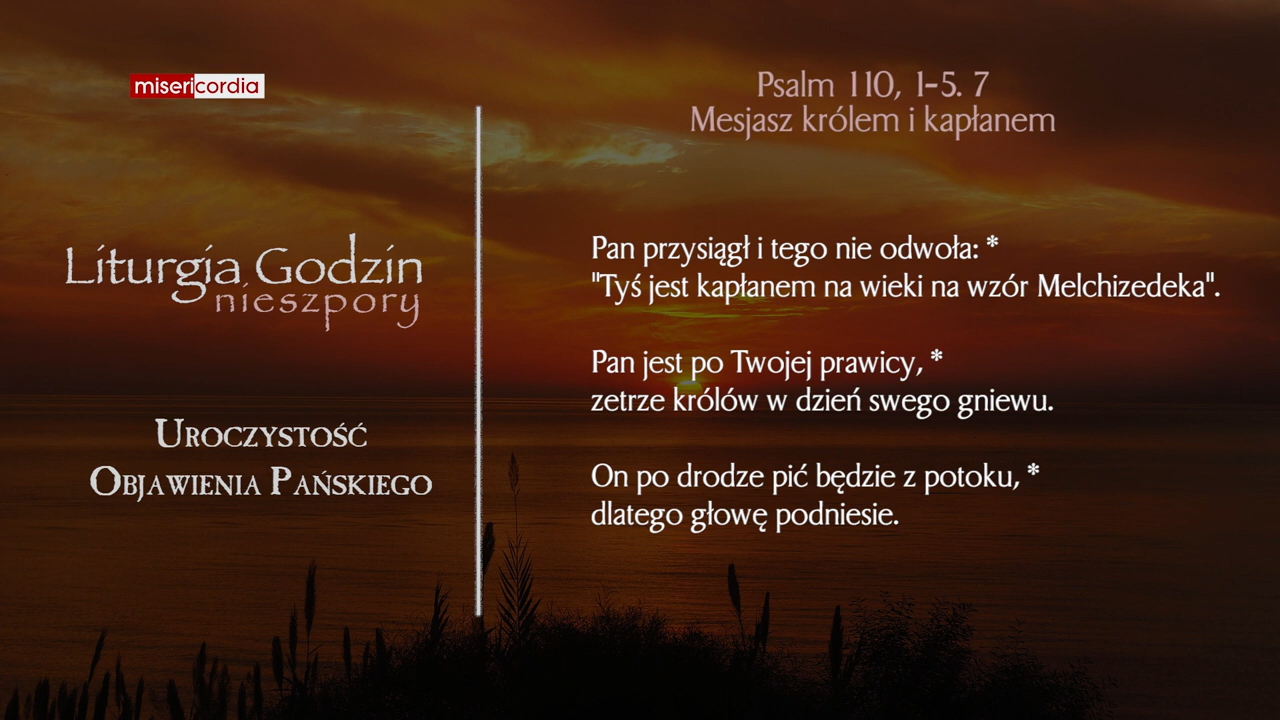 misericordia
Liturgia Godzin
nieszpory
Uroczystość
Objawienia Pańskiego
Psalm 110, 1-5. 7
Mesjasz królem i kapłanem
Pan przysiągł i tego nie odwoła: *
"Tyś jest kapłanem na wieki na wzór Melchizedeka".
Pan jest po Twojej prawicy, *
zetrze królów w dzień swego gniewu.
On po drodze pić będzie z potoku, *
dlatego głowę podniesie.